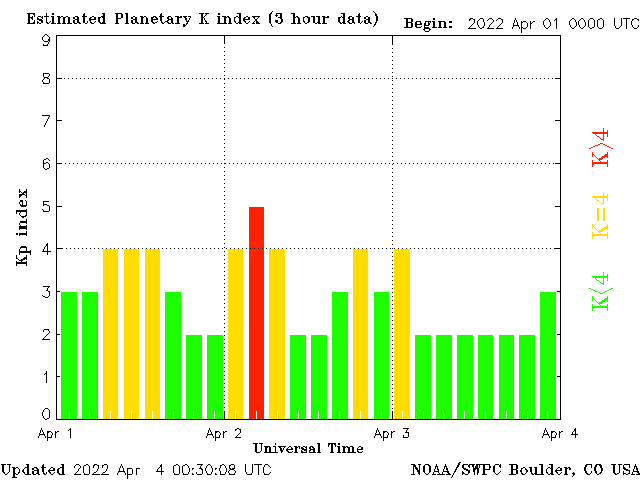 Estimated Planetary K index (3 hour data) Begin: 2022 Apr 01 0000 UTC
9
8
7
6
5
4
3
2
1
0
Kp index
K>4
K=4
K<4
Apr 1 Apr 2 Apr 3 Apr 4
Universal Time
Updated 2022 Apr 4 00:30:08 UTC NOAA/SWPC Boulder, CO USA